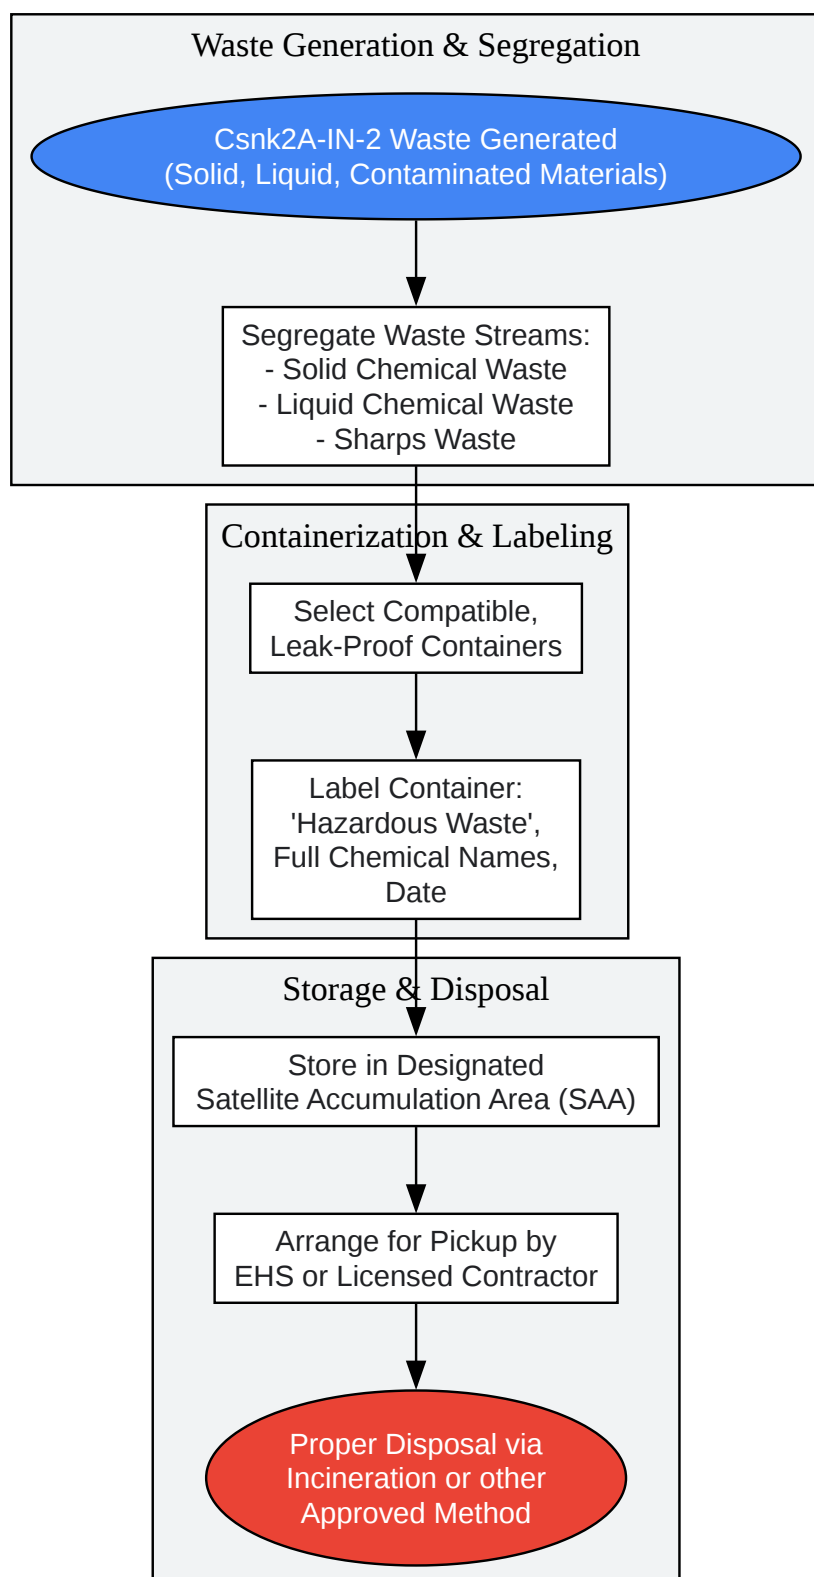 Waste Generation & Segregation
Csnk2A-IN-2 Waste Generated
(Solid, Liquid, Contaminated Materials)
Segregate Waste Streams:
- Solid Chemical Waste
- Liquid Chemical Waste
- Sharps Waste
Containerization & Labeling
Select Compatible,
Leak-Proof Containers
Label Container:
'Hazardous Waste',
Full Chemical Names,
Date
Storage & Disposal
Store in Designated
Satellite Accumulation Area (SAA)
Arrange for Pickup by
EHS or Licensed Contractor
Proper Disposal via
Incineration or other
Approved Method